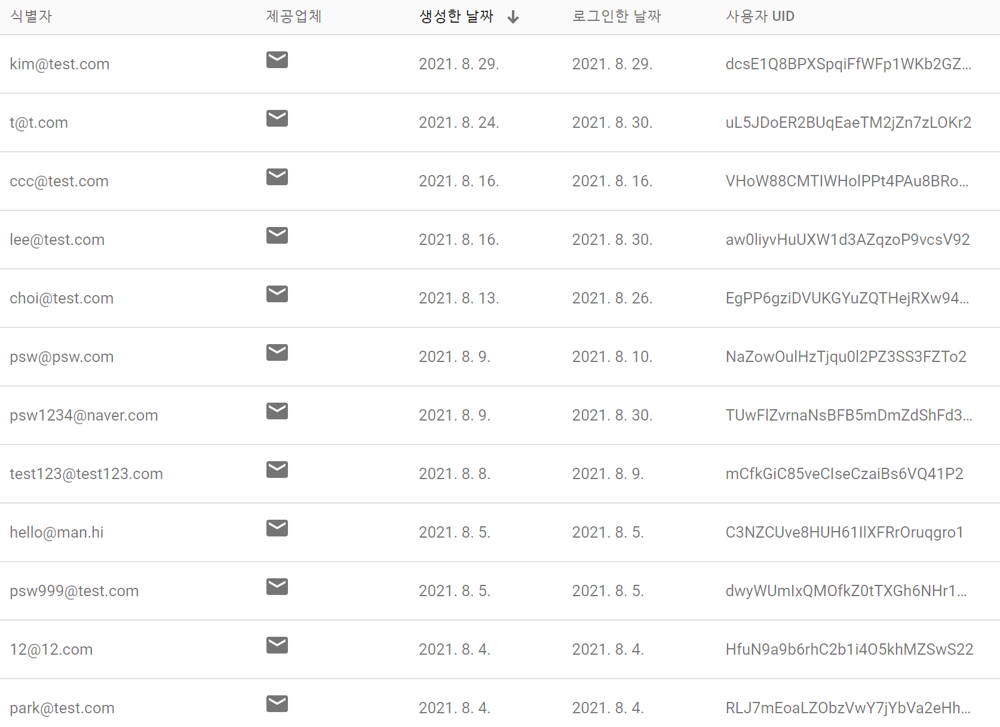 식별자 제공업체 생성한 날짜 로그인한 날짜 사용자 UID
kim@test.com 2021. 8. 29. 2021. 8. 29. dcsE1Q8BPXSpqiFfWFp1WKb2GZ...
t@t.com 2021. 8. 24. 2021. 8. 30. uL5JDoER2BUqEaeTM2jZn7zLOKr2
ccc@test.com 2021. 8. 16. 2021. 8. 16. VHoW88CMTIWHolPPt4PAu8BRo...
lee@test.com 2021. 8. 16. 2021. 8. 30. aw0liyvHuUXW1d3AZqzoP9vcsV92
choi@test.com 2021. 8. 13. 2021. 8. 26. EgPP6gziDVUKGYuZQTHejRXw94...
psw@psw.com 2021. 8. 9. 2021. 8. 10. NaZowOulHzTjqu0l2PZ3SS3FZTo2
psw1234@naver.com 2021. 8. 9. 2021. 8. 30. TUwFlZvrnaNsBFB5mDmZdShFd3...
test123@test123.com 2021. 8. 8. 2021. 8. 9. mCfkGiC85veCIseCzaiBs6VQ41P2
hello@man.hi 2021. 8. 5. 2021. 8. 5. C3NZCUve8HUH61IlXFRrOruqgro1
psw999@test.com 2021. 8. 5. 2021. 8. 5. dwyWUmIxQMOfkZ0tTXGh6NHr1...
12@12.com 2021. 8. 4. 2021. 8. 4. HfuN9a9b6rhC2b1i4O5khMZSwS22
park@test.com 2021. 8. 4. 2021. 8. 4. RLJ7mEoaLZObzVwY7jYbVa2eHh...